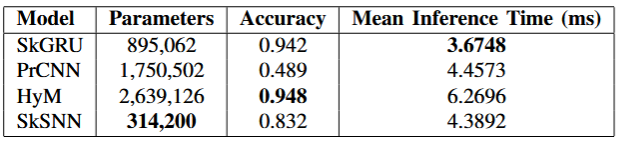 Model Parameters Accuracy Mean Inference Time (ms)
SkGRU 895,062 0.942 3.6748
PrCNN 1,750,502 0.489 4.4573
HyM 2,639,126 0.948 6.2696
SkSNN 314,200 0.832 4.3892